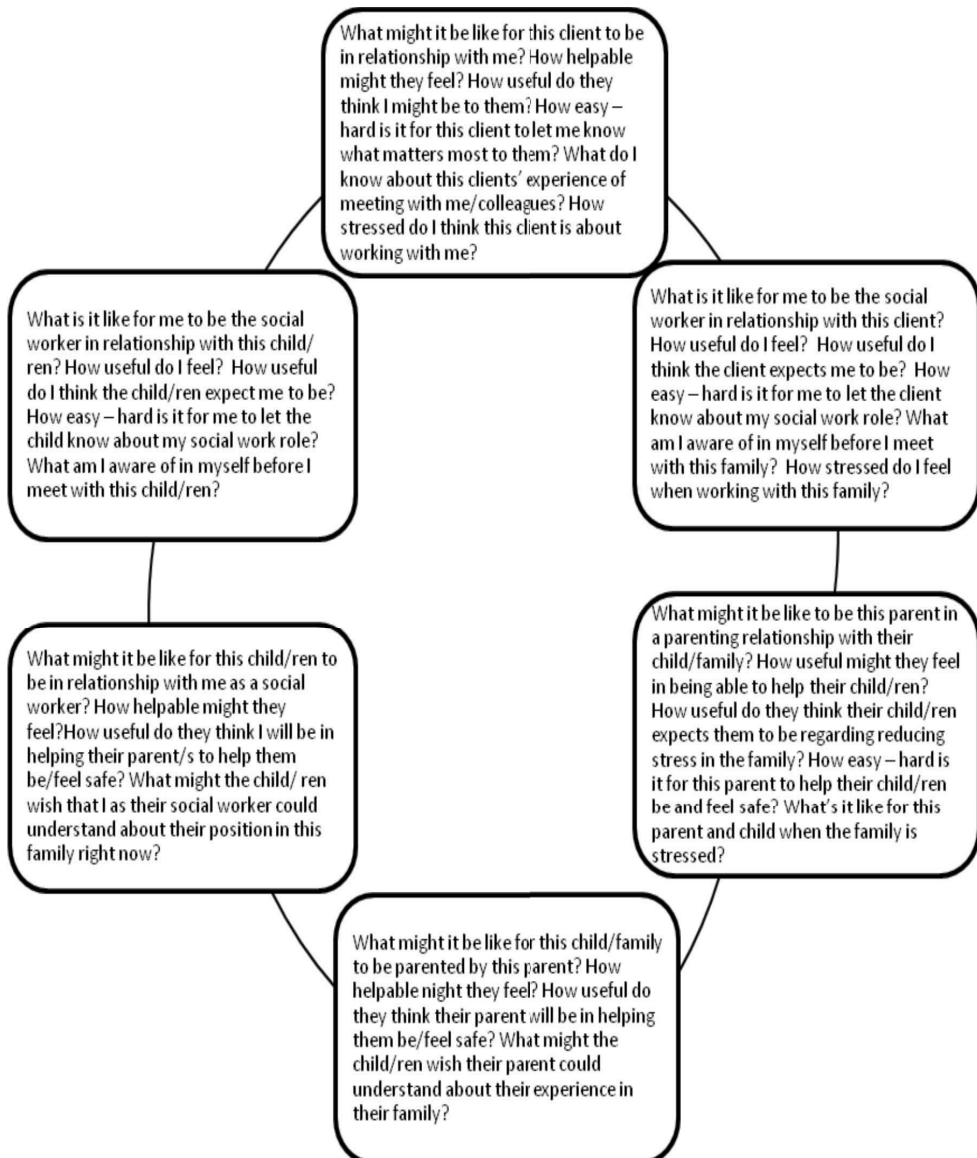 What might it be like for this client to be
in relationship with me? How helpable
might they feel? How useful do they
think I might be to them? How easy –
hard is it for this client to let me know
what matters most to them? What do I
know about this clients' experience of
meeting with me/colleagues? How
stressed do I think this client is about
working with me?
What is it like for me to be the social
worker in relationship with this client?
How useful do I feel?  How useful do I
think the client expects me to be?  How
easy – hard is it for me to let the client
know about my social work role? What
am I aware of in myself before I meet
with this family?  How stressed do I feel
when working with this family?
What might it be like to be this parent in
a parenting relationship with their
child/family? How useful might they feel
in being able to help their child/ren?
How useful do they think their child/ren
expects them to be regarding reducing
stress in the family? How easy – hard is
it for this parent to help their child/ren
be and feel safe? What's it like for this
parent and child when the family is
stressed?
What might it be like for this child/family
to be parented by this parent? How
helpable night they feel? How useful do
they think their parent will be in helping
them be/feel safe? What might the
child/ren wish their parent could
understand about their experience in
their family?
What might it be like for this child/ren to
be in relationship with me as a social
worker? How helpable might they
feel?How useful do they think I will be in
helping their parent/s to help them
be/feel safe? What might the child/ ren
wish that I as their social worker could
understand about their position in this
family right now?
What is it like for me to be the social
worker in relationship with this child/
ren? How useful do I feel?  How useful
do I think the child/ren expect me to be?
How easy – hard is it for me to let the
child know about my social work role?
What am I aware of in myself before I
meet with this child/ren?